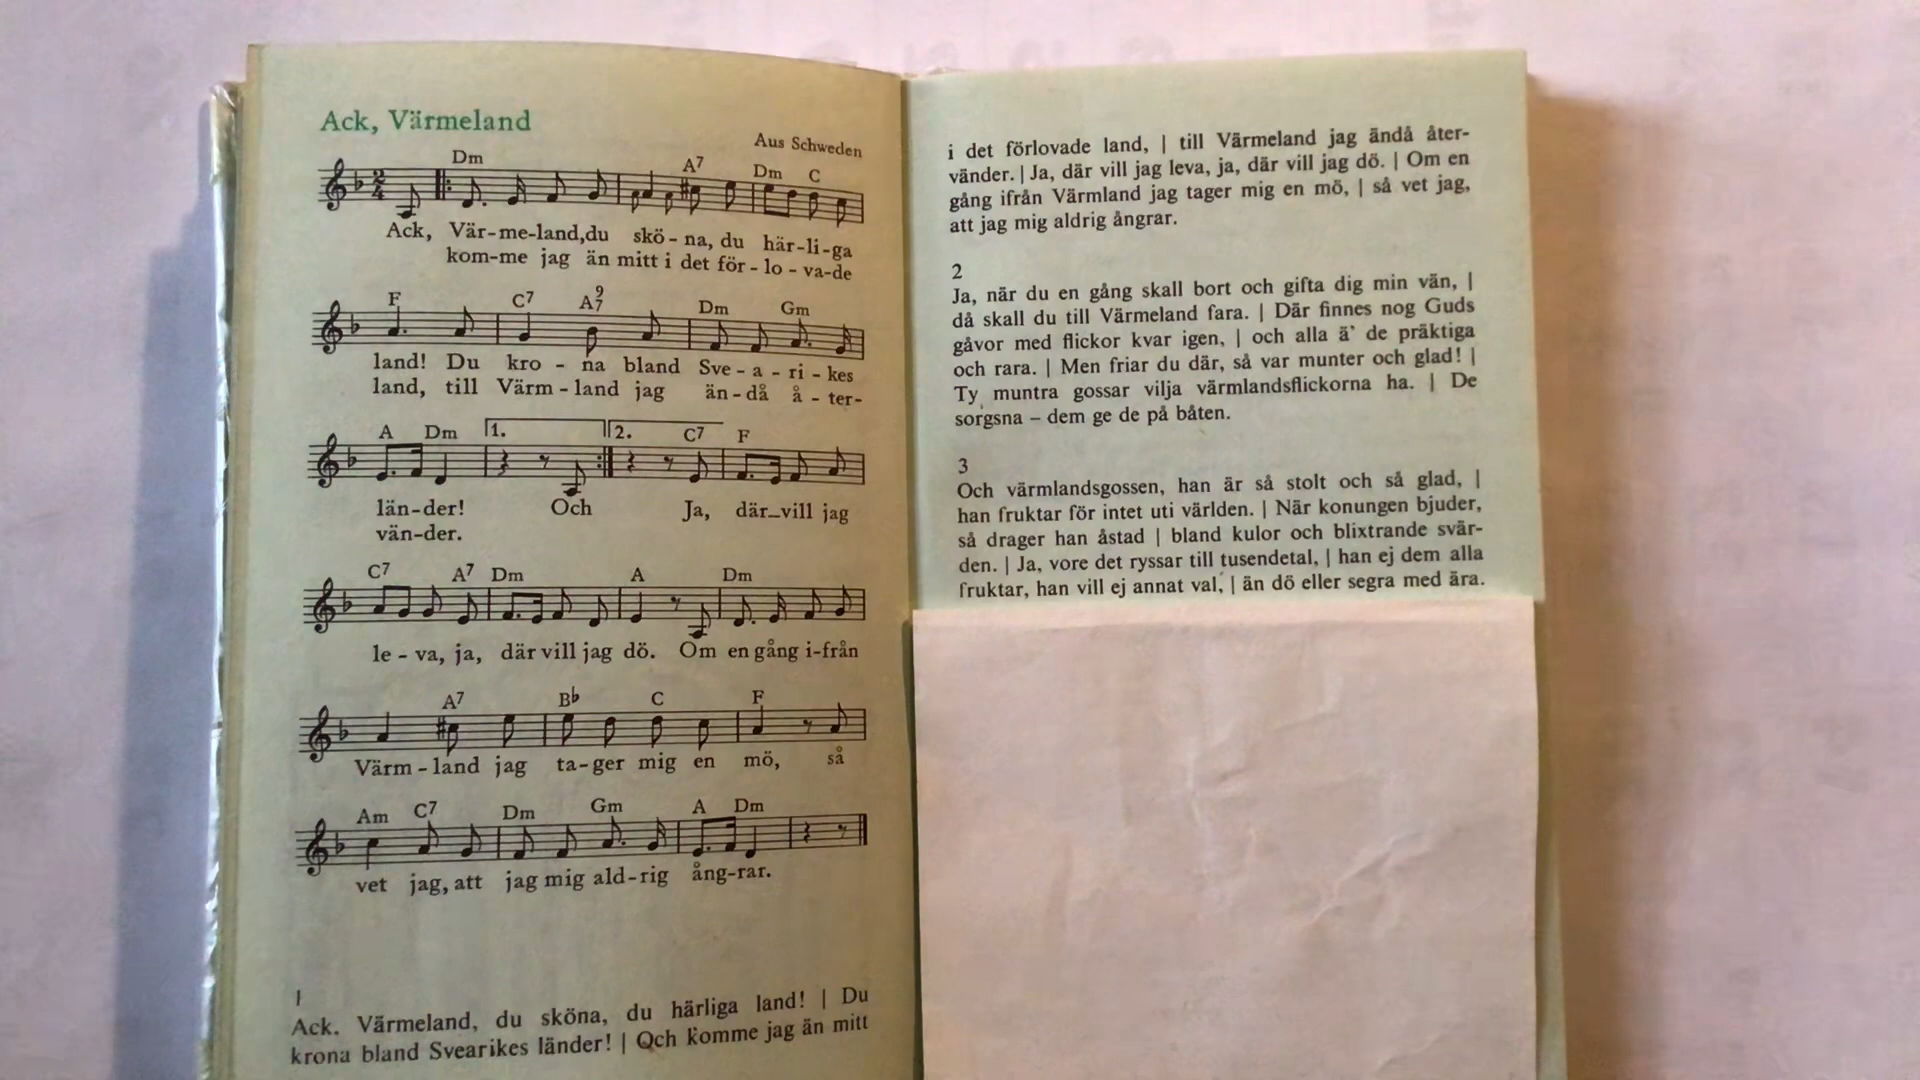 Ack, Värmeland
Aus Schweden
Dm A7 Dm C
2
4
Ack, Vär-me-land,du skö-na, du här-li-ga
kom-me jag än mitt i det för-lo-va-de
F C7 A9/7 Dm Gm
land! Du kro-na bland Sve-a-ri-kes
land, till Värm-land jag än-då å-ter-
A Dm 1. 2. C7 F
län-der! Och Ja, där_vill jag
vän-der.
C7 A7 Dm A Dm
le-va, ja, där vill jag dö. Om en gång i-från
A7 B♭ C F
Värm-land jag ta-ger mig en mö, så
Am C7 Dm Gm A Dm
vet jag, att jag mig ald-rig ång-rar.
1
Ack. Värmeland, du sköna, du härliga land! | Du
krona bland Svearikes länder! | Och komme jag än mitt
i det förlovade land, | till Värmeland jag ändå åter-
vänder. | Ja, där vill jag leva, ja, där vill jag dö. | Om en
gång ifrån Värmland jag tager mig en mö, | så vet jag,
att jag mig aldrig ångrar.
2
Ja, när du en gång skall bort och gifta dig min vän, |
då skall du till Värmeland fara. | Där finnes nog Guds
gåvor med flickor kvar igen, | och alla ä' de präktiga
och rara. | Men friar du där, så var munter och glad! |
Ty muntra gossar vilja värmlandsflickorna ha. | De
sorgsna – dem ge de på båten.
3
Och värmlandsgossen, han är så stolt och så glad, |
han fruktar för intet uti världen. | När konungen bjuder,
så drager han åstad | bland kulor och blixtrande svär-
den. | Ja, vore det ryssar till tusendetal, | han ej dem alla
fruktar, han vill ej annat val, | än dö eller segra med ära.